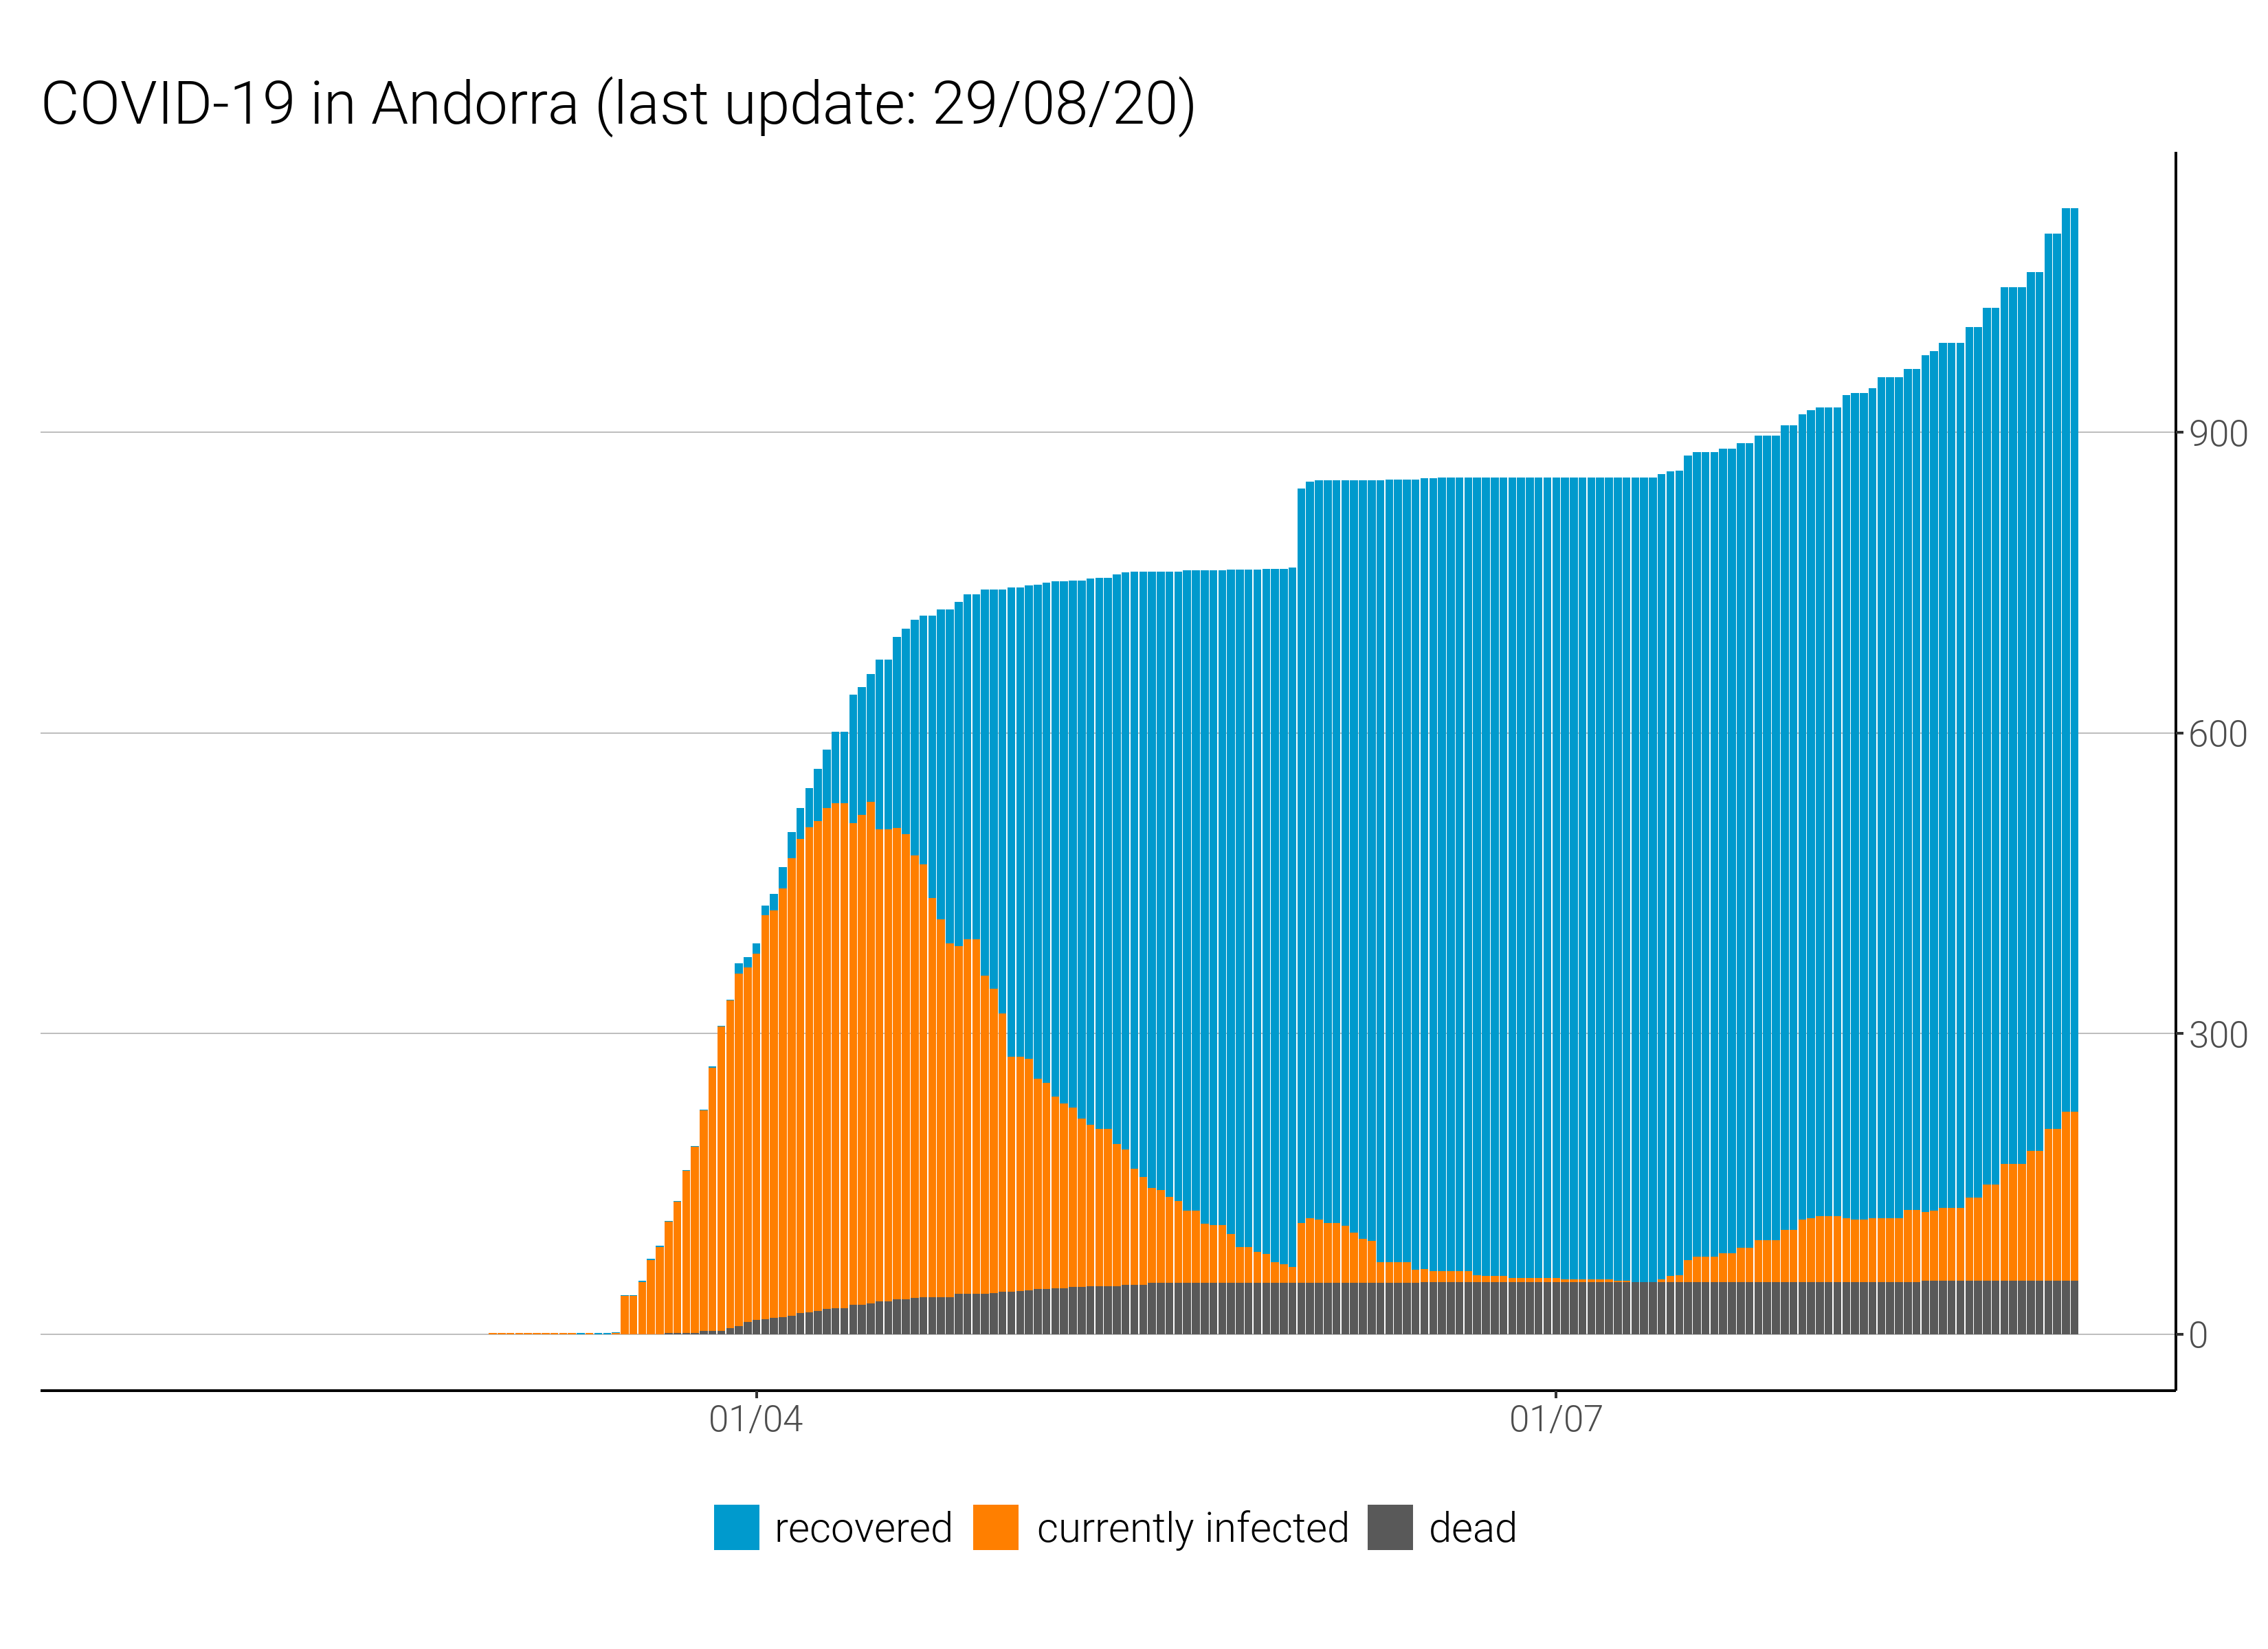 COVID-19 in Andorra (last update: 29/08/20)
900
600
300
0
01/04 01/07
recovered currently infected dead